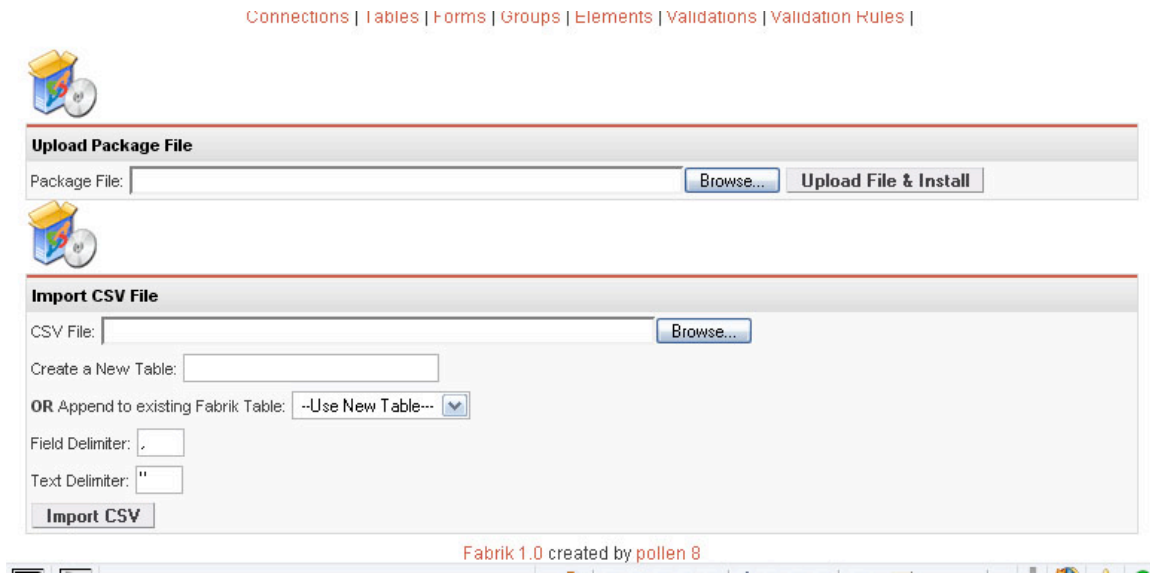 Connections | Tables | Forms | Groups | Elements | Validations | Validation Rules |
Upload Package File
Package File: Browse... Upload File & Install
Import CSV File
CSV File: Browse...
Create a New Table:
OR Append to existing Fabrik Table: --Use New Table---
Field Delimiter: ,
Text Delimiter: "
Import CSV
Fabrik 1.0 created by pollen 8